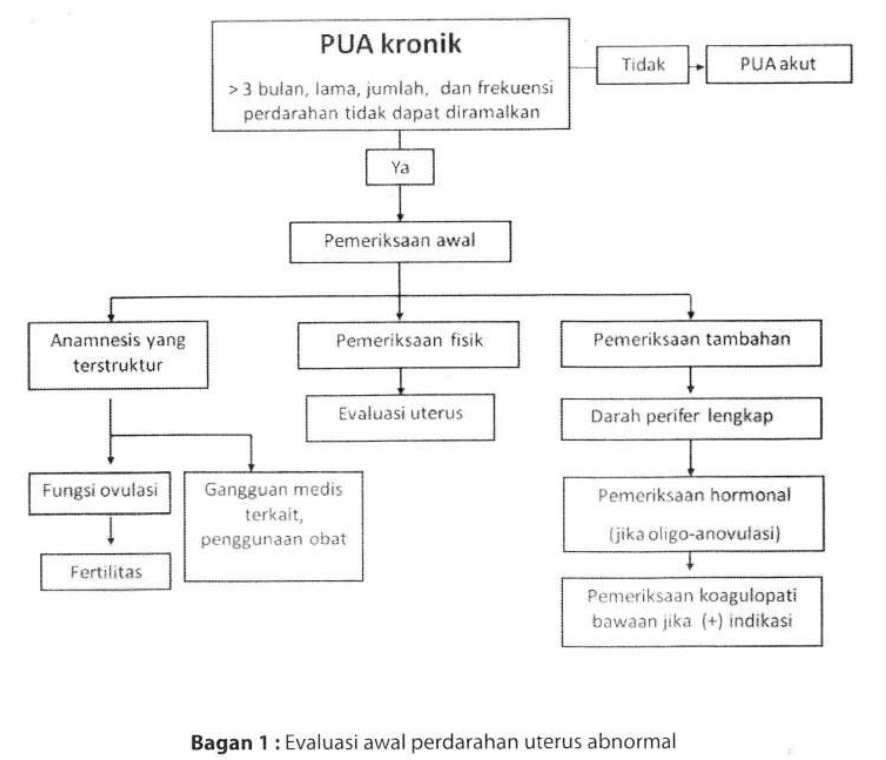 PUA kronik
> 3 bulan, lama, jumlah, dan frekuensi
perdarahan tidak dapat diramalkan
Tidak
PUA akut
Ya
Pemeriksaan awal
Anamnesis yang
terstruktur
Pemeriksaan fisik
Pemeriksaan tambahan
Evaluasi uterus
Darah perifer lengkap
Fungsi ovulasi
Gangguan medis
terkait,
penggunaan obat
Pemeriksaan hormonal
(jika oligo-anovulasi)
Fertilitas
Pemeriksaan koagulopati
bawaan jika (+) indikasi
Bagan 1 : Evaluasi awal perdarahan uterus abnormal